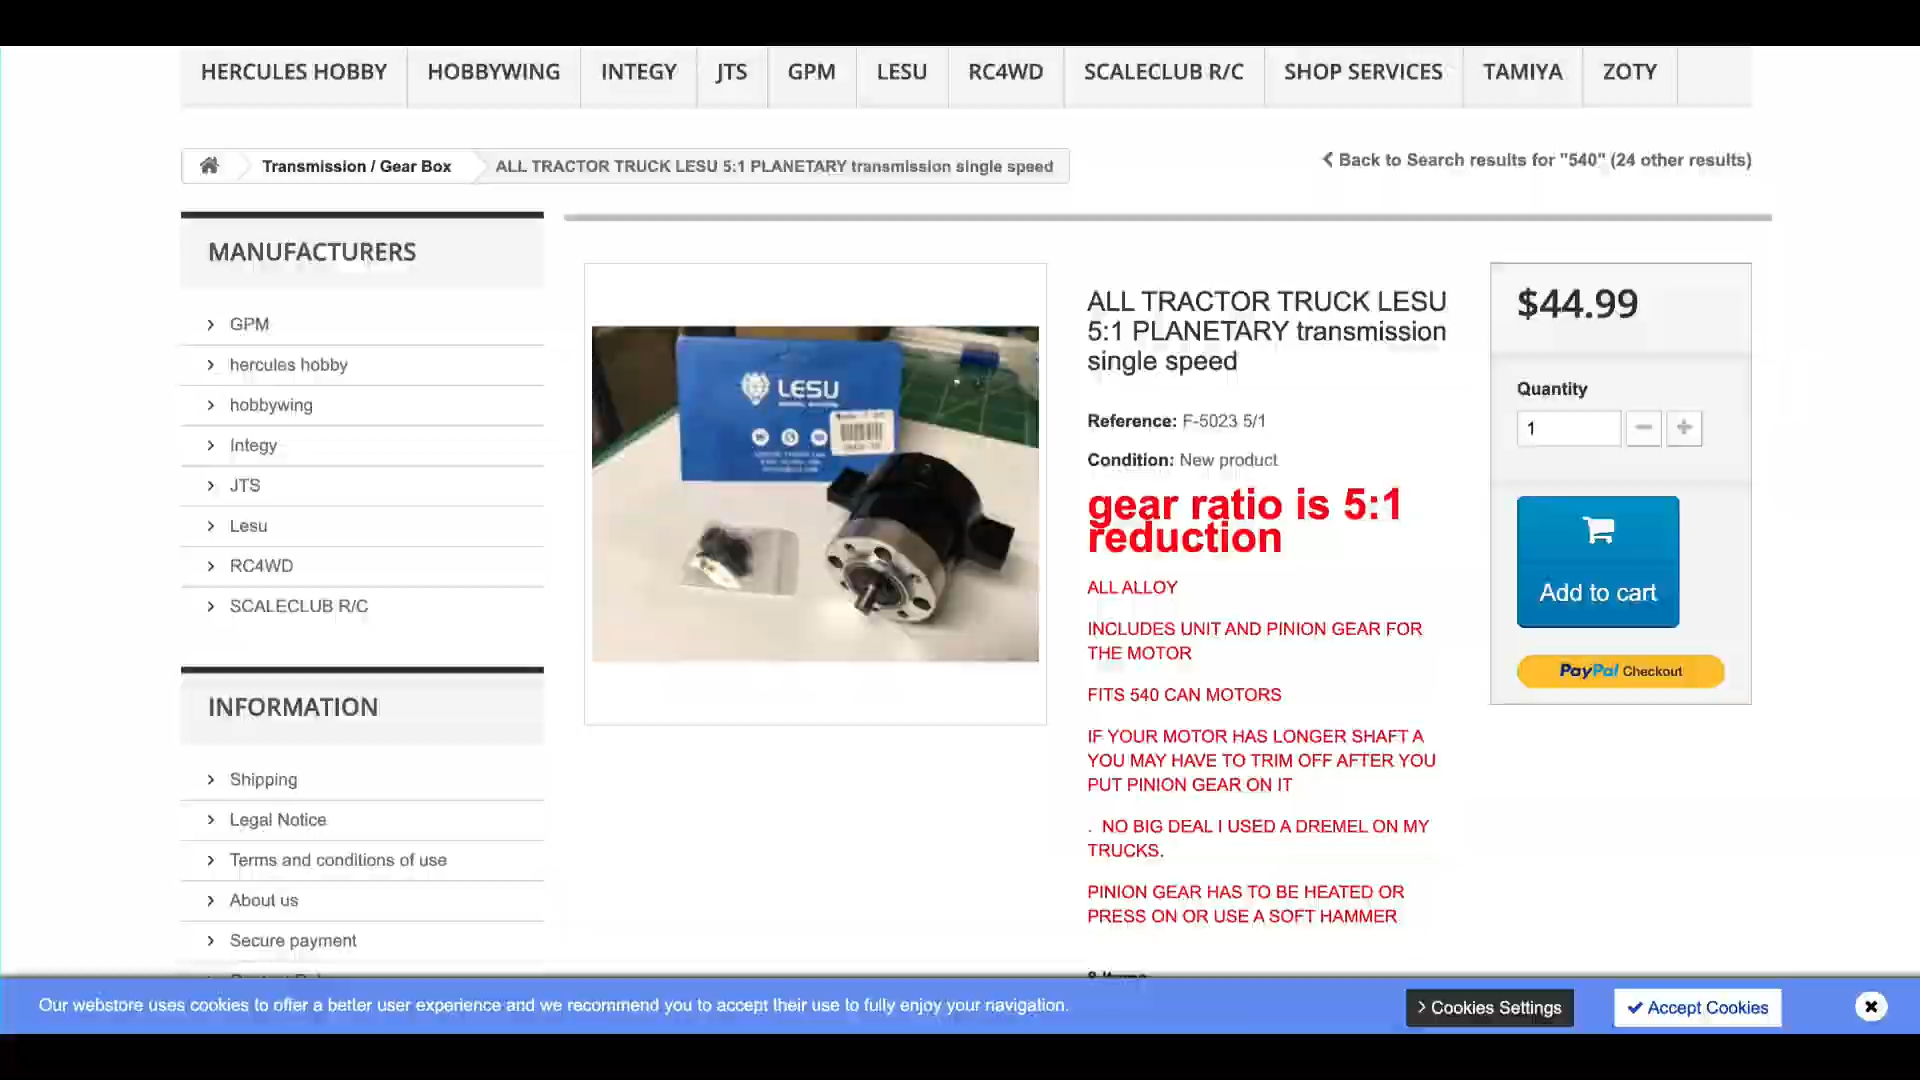 HERCULES HOBBY HOBBYWING INTEGY JTS GPM LESU RC4WD SCALECLUB R/C SHOP SERVICES TAMIYA ZOTY
Transmission / Gear Box ALL TRACTOR TRUCK LESU 5:1 PLANETARY transmission single speed
Back to Search results for "540" (24 other results)
MANUFACTURERS
GPM
hercules hobby
hobbywing
Integy
JTS
Lesu
RC4WD
SCALECLUB R/C
INFORMATION
Shipping
Legal Notice
Terms and conditions of use
About us
Secure payment
LESU
ALL TRACTOR TRUCK LESU
5:1 PLANETARY transmission
single speed
Reference: F-5023 5/1
Condition: New product
gear ratio is 5:1
reduction
ALL ALLOY
INCLUDES UNIT AND PINION GEAR FOR
THE MOTOR
FITS 540 CAN MOTORS
IF YOUR MOTOR HAS LONGER SHAFT A
YOU MAY HAVE TO TRIM OFF AFTER YOU
PUT PINION GEAR ON IT
. NO BIG DEAL I USED A DREMEL ON MY
TRUCKS.
PINION GEAR HAS TO BE HEATED OR
PRESS ON OR USE A SOFT HAMMER
$44.99
Quantity
1
Add to cart
PayPal Checkout
Our webstore uses cookies to offer a better user experience and we recommend you to accept their use to fully enjoy your navigation.
Cookies Settings
Accept Cookies